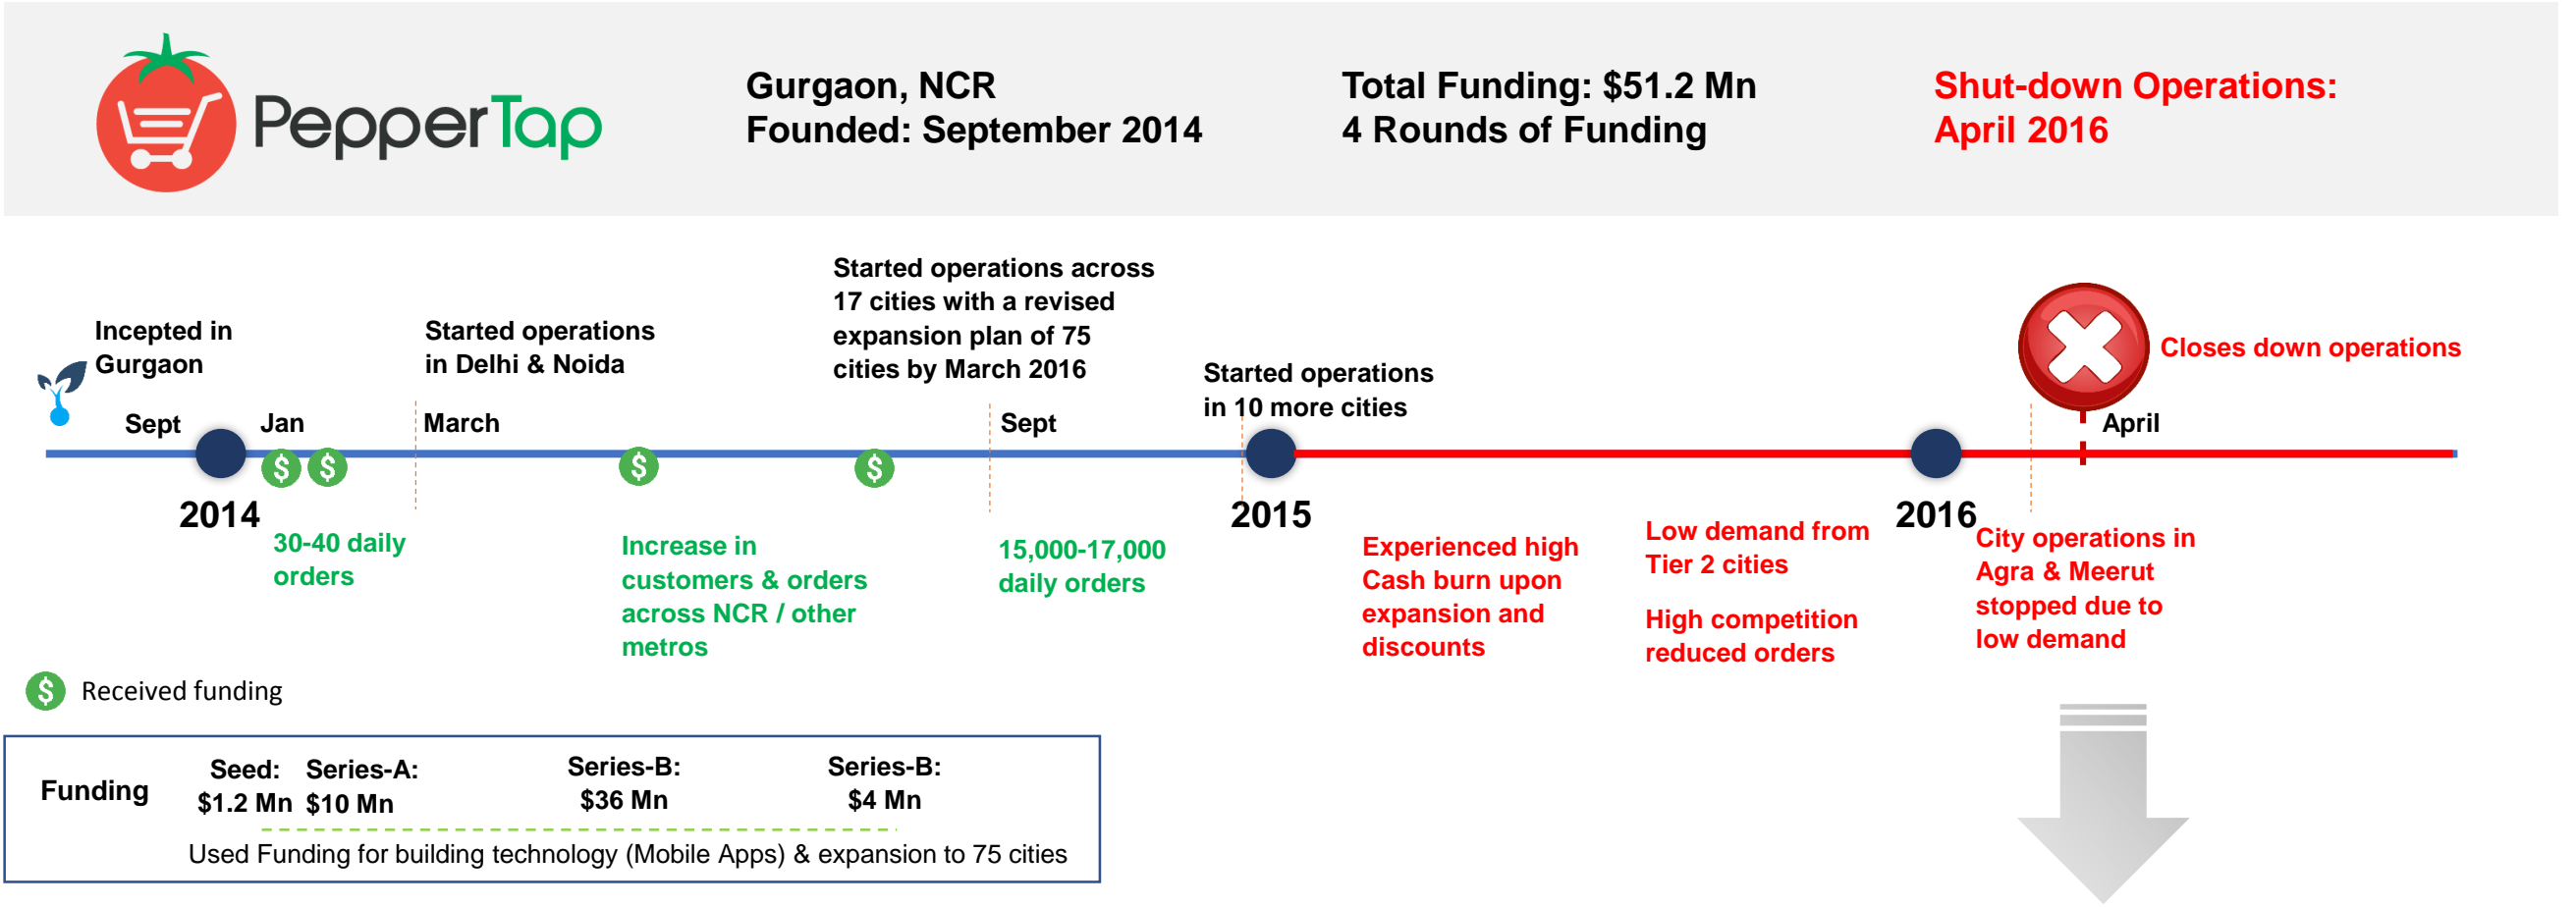 PepperTap
Gurgaon, NCR
Founded: September 2014
Total Funding: $51.2 Mn
4 Rounds of Funding
Shut-down Operations:
April 2016
Incepted in
Gurgaon
Started operations
in Delhi & Noida
Started operations across
17 cities with a revised
expansion plan of 75
cities by March 2016
Started operations
in 10 more cities
Closes down operations
Sept
Jan
March
Sept
April
$
$
$
$
2014
2015
2016
30-40 daily
orders
Increase in
customers & orders
across NCR / other
metros
15,000-17,000
daily orders
Experienced high
Cash burn upon
expansion and
discounts
Low demand from
Tier 2 cities
High competition
reduced orders
City operations in
Agra & Meerut
stopped due to
low demand
$ Received funding
Funding
Seed:
$1.2 Mn
Series-A:
$10 Mn
Series-B:
$36 Mn
Series-B:
$4 Mn
Used Funding for building technology (Mobile Apps) & expansion to 75 cities